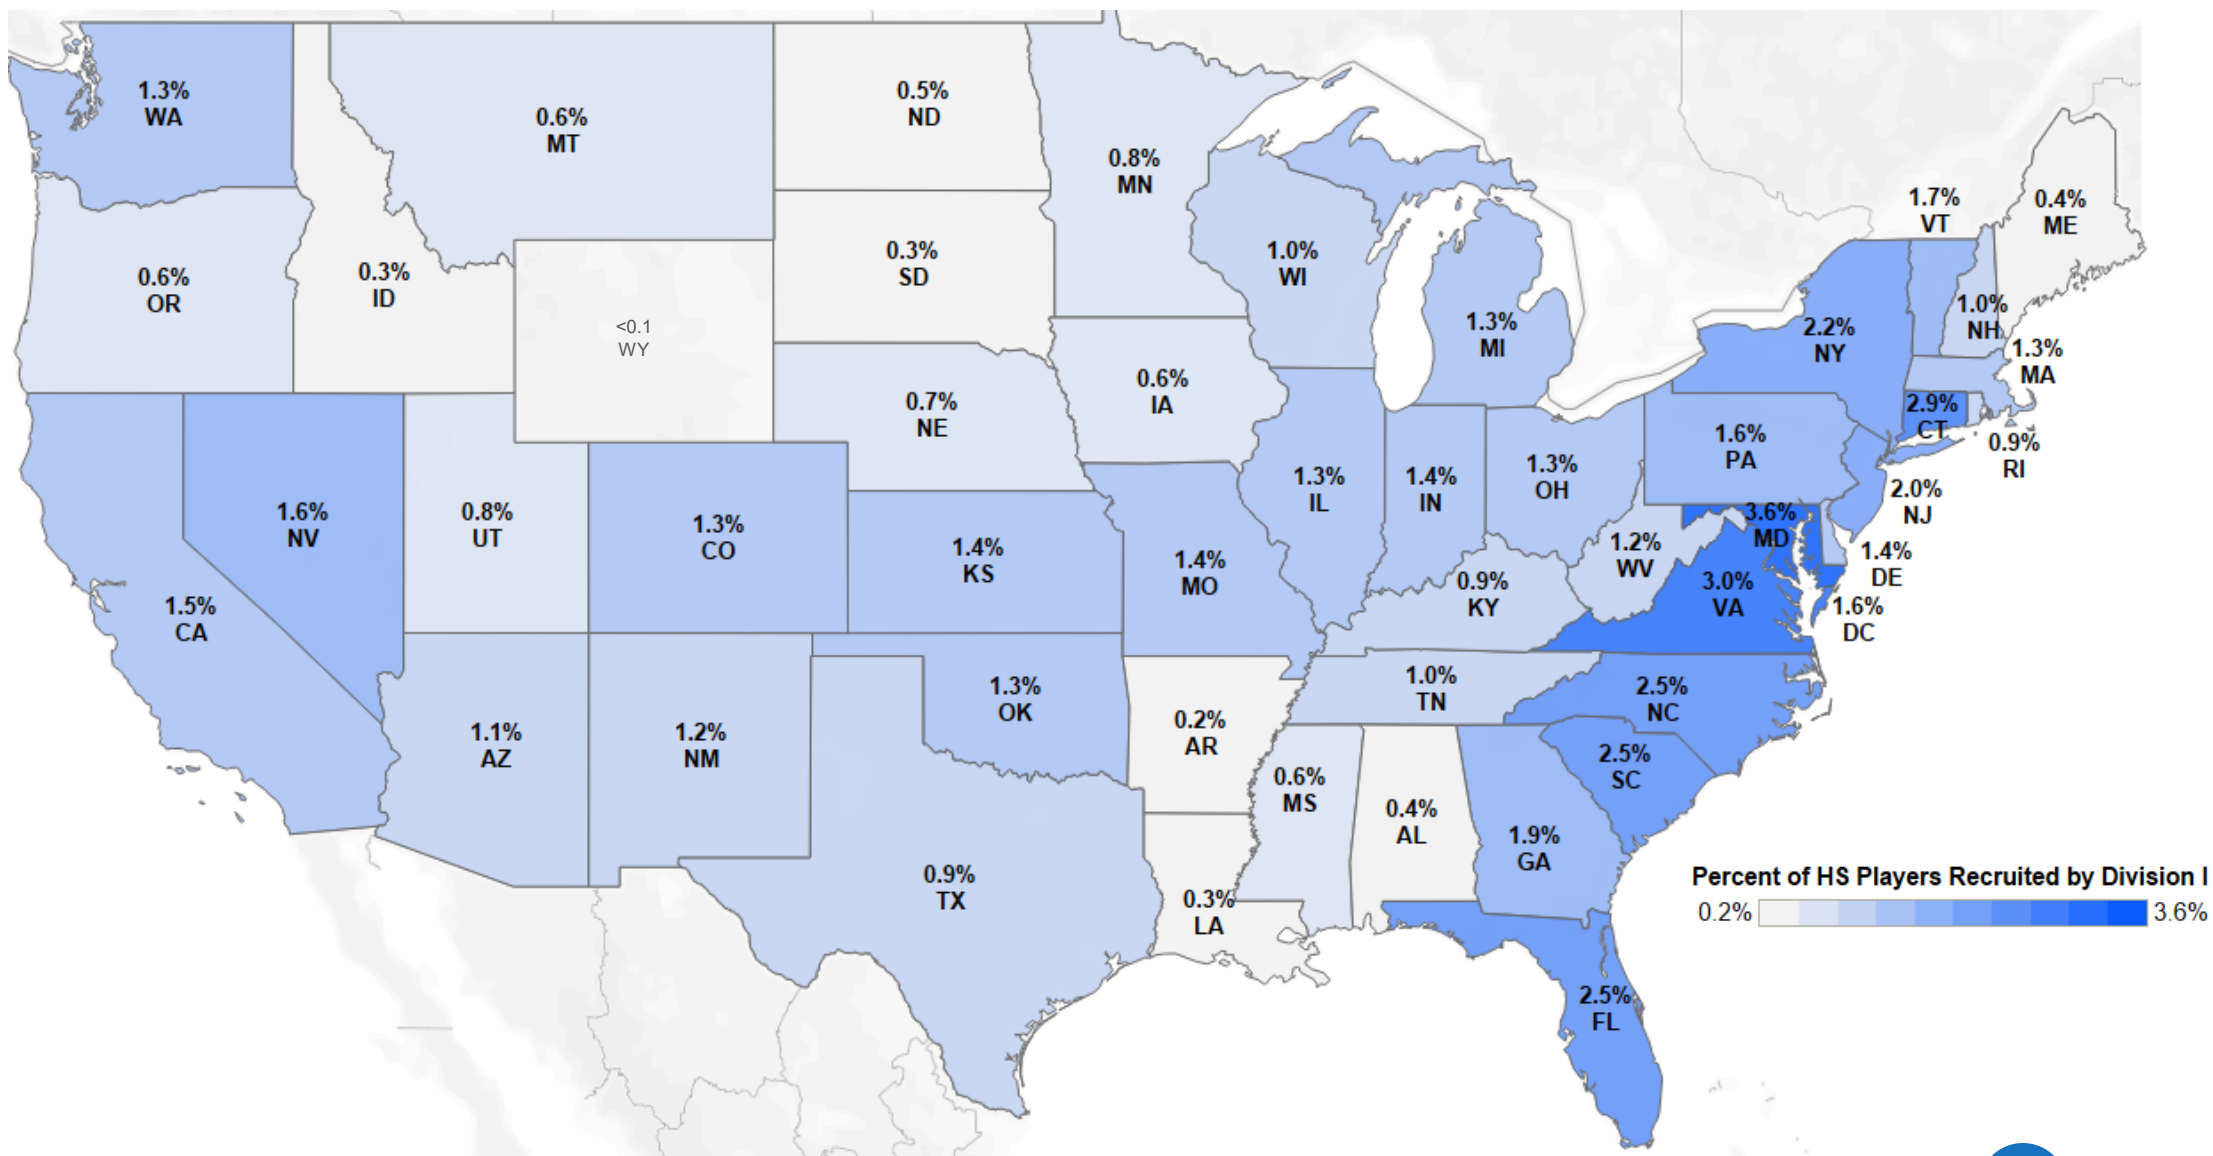 1.3%
WA
0.6%
MT
0.5%
ND
0.8%
MN
1.7%
VT
0.4%
ME
0.6%
OR
0.3%
ID
<0.1
WY
0.3%
SD
1.0%
WI
1.3%
MI
2.2%
NY
1.0%
NH
1.3%
MA
0.7%
NE
0.6%
IA
2.9%
CT
0.9%
RI
1.6%
PA
2.0%
NJ
1.6%
NV
0.8%
UT
1.3%
CO
1.4%
KS
1.4%
MO
1.3%
IL
1.4%
IN
1.3%
OH
1.2%
WV
3.6%
MD
1.4%
DE
1.6%
DC
1.5%
CA
0.9%
KY
3.0%
VA
1.1%
AZ
1.2%
NM
1.3%
OK
0.2%
AR
1.0%
TN
2.5%
NC
2.5%
SC
0.6%
MS
0.4%
AL
1.9%
GA
0.9%
TX
0.3%
LA
2.5%
FL
Percent of HS Players Recruited by Division I
0.2% 3.6%